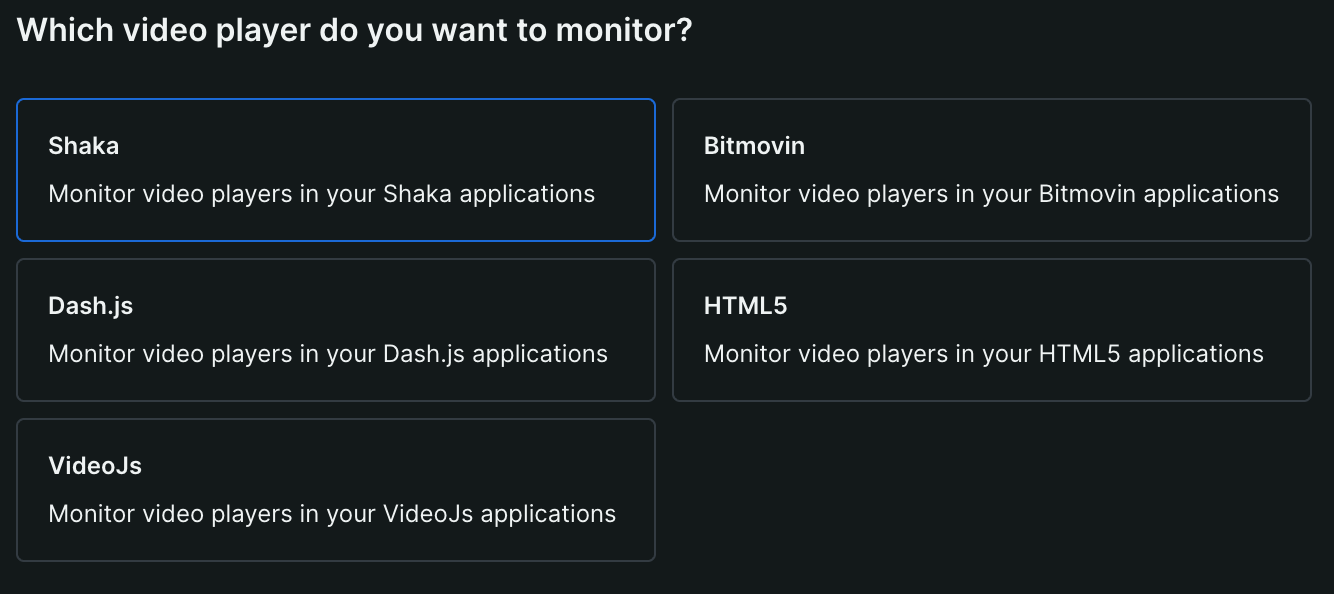 Which video player do you want to monitor?
Shaka
Monitor video players in your Shaka applications
Bitmovin
Monitor video players in your Bitmovin applications
Dash.js
Monitor video players in your Dash.js applications
HTML5
Monitor video players in your HTML5 applications
VideoJs
Monitor video players in your VideoJs applications